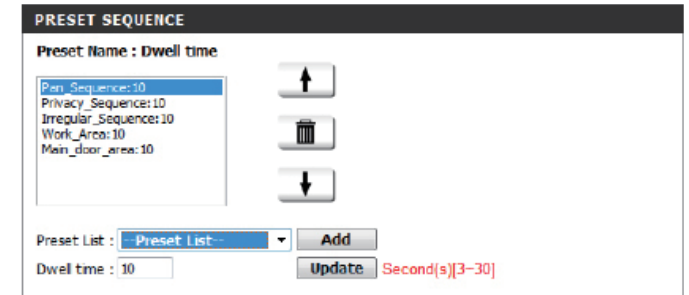 PRESET SEQUENCE
Preset Name : Dwell time
Pan_Sequence:10
Privacy_Sequence:10
Irregular_Sequence:10
Work_Area:10
Main_door_area:10
Preset List : --Preset List-- Add
Dwell time : 10 Update Second(s)[3~30]